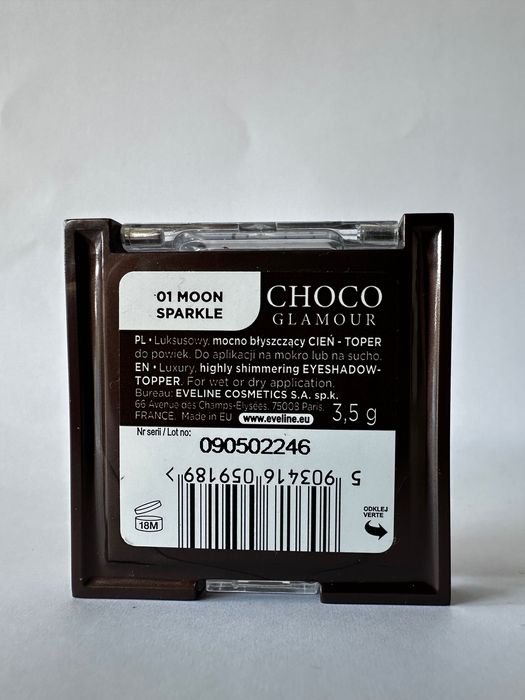 01 MOON
SPARKLE
CHOCO
GLAMOUR
PL • Luksusowy, mocno błyszczący CIEŃ - TOPER
do powiek. Do aplikacji na mokro lub na sucho.
EN • Luxury, highly shimmering EYESHADOW-
TOPPER. For wet or dry application.
Bureau: EVELINE COSMETICS S.A. sp.k.
66 Avenue des Champs-Elysées, 75008 Paris,
FRANCE. Made in EU www.eveline.eu 3,5 g
Nr serii / Lot no:
090502246
5 903416 059189 >
18M
ODKLEJ
VERTE